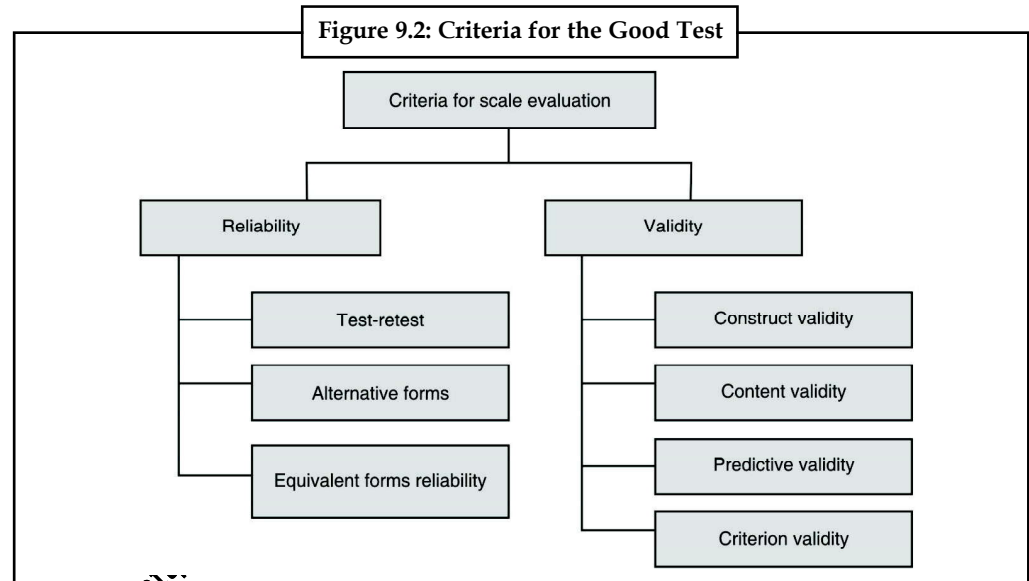 Figure 9.2: Criteria for the Good Test
Criteria for scale evaluation
Reliability
Validity
Test-retest
Alternative forms
Equivalent forms reliability
Construct validity
Content validity
Predictive validity
Criterion validity